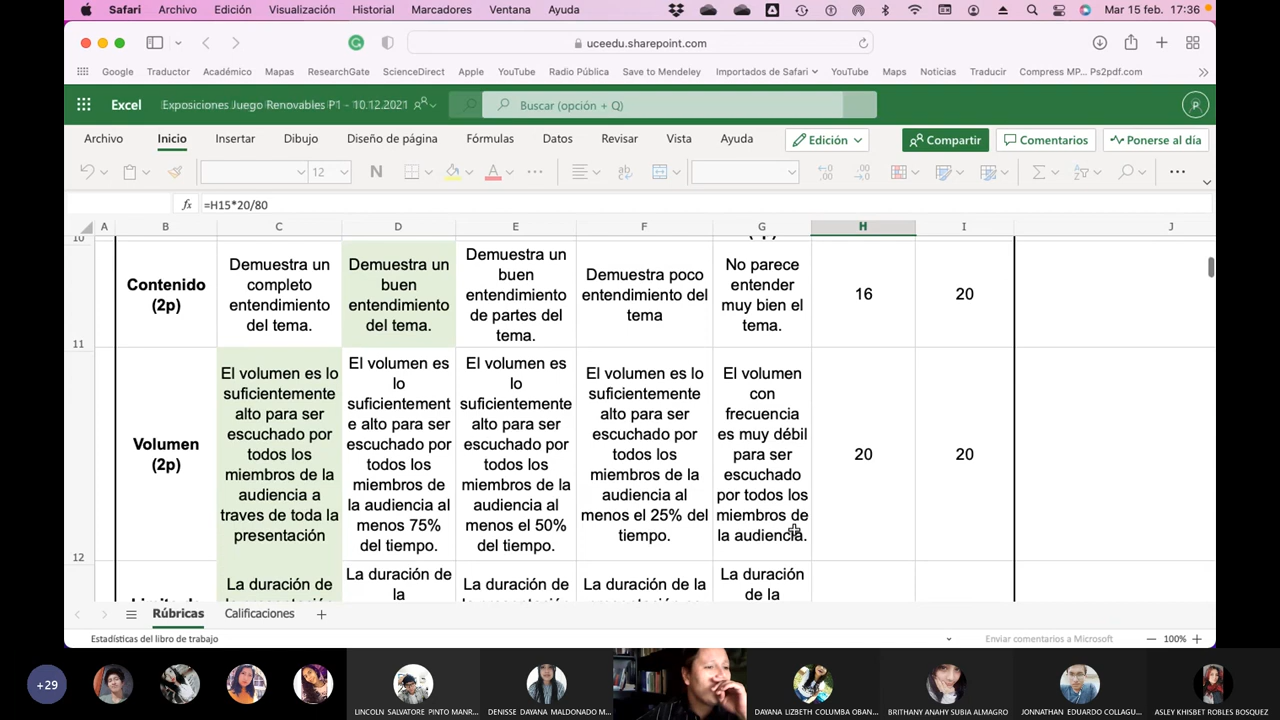 Safari Archivo Edición Visualización Historial Marcadores Ventana Ayuda Mar 15 feb. 17:36
uceedu.sharepoint.com
Google Traductor Académico Mapas ResearchGate ScienceDirect Apple YouTube Radio Pública Save to Mendeley Importados de Safari YouTube Maps Noticias Traducir Compress MP... Ps2pdf.com
Excel Exposiciones Juego Renovables P1 - 10.12.2021 Buscar (opción + Q)
Archivo Inicio Insertar Dibujo Diseño de página Fórmulas Datos Revisar Vista Ayuda Edición Compartir Comentarios Ponerse al día
12 N A
fx =H15*20/80
A B C D E F G H I J
10
Contenido
(2p)
Demuestra un
completo
entendimiento
del tema.
Demuestra un
buen
entendimiento
del tema.
Demuestra un
buen
entendimiento
de partes del
tema.
Demuestra poco
entendimiento del
tema
No parece
entender
muy bien el
tema.
16
20
11
Volumen
(2p)
El volumen es lo
suficientemente
alto para ser
escuchado por
todos los
miembros de la
audiencia a
traves de toda la
presentación
El volumen es
lo
suficientement
e alto para ser
escuchado por
todos los
miembros de
la audiencia al
menos 75%
del tiempo.
El volumen es
lo
suficientemente
alto para ser
escuchado por
todos los
miembros de la
audiencia al
menos el 50%
del tiempo.
El volumen es lo
suficientemente
alto para ser
escuchado por
todos los
miembros de la
audiencia al
menos el 25% del
tiempo.
El volumen
con
frecuencia
es muy débil
para ser
escuchado
por todos los
miembros de
la audiencia.
20
20
12
La duración de
La duración de
la
La duración de
La duración de la
La duración
de la
Rúbricas Calificaciones
Estadísticas del libro de trabajo Enviar comentarios a Microsoft 100%
+29
LINCOLN SALVATORE PINTO MANR...
DENISSE DAYANA MALDONADO M...
DAYANA LIZBETH COLUMBA OBAN...
BRITHANY ANAHY SUBIA ALMAGRO
JONNATHAN EDUARDO COLLAGU...
ASLEY KHISBET ROBLES BOSQUEZ